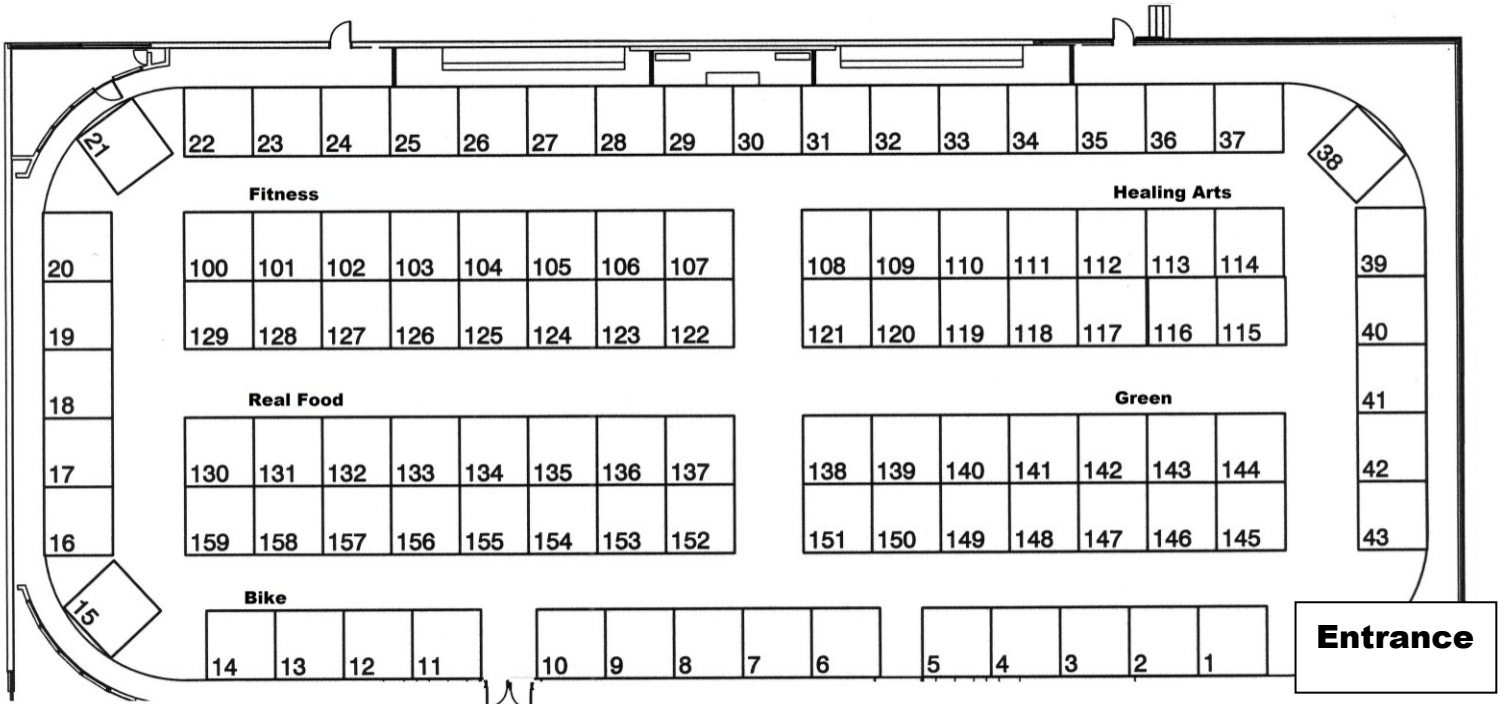 22 23 24 25 26 27 28 29 30 31 32 33 34 35 36 37
21
38
Fitness Healing Arts
20 100 101 102 103 104 105 106 107 108 109 110 111 112 113 114 39
19 129 128 127 126 125 124 123 122 121 120 119 118 117 116 115 40
18 41
Real Food Green
17 130 131 132 133 134 135 136 137 138 139 140 141 142 143 144 42
16 159 158 157 156 155 154 153 152 151 150 149 148 147 146 145 43
Bike
15
Entrance
14 13 12 11 10 9 8 7 6 5 4 3 2 1